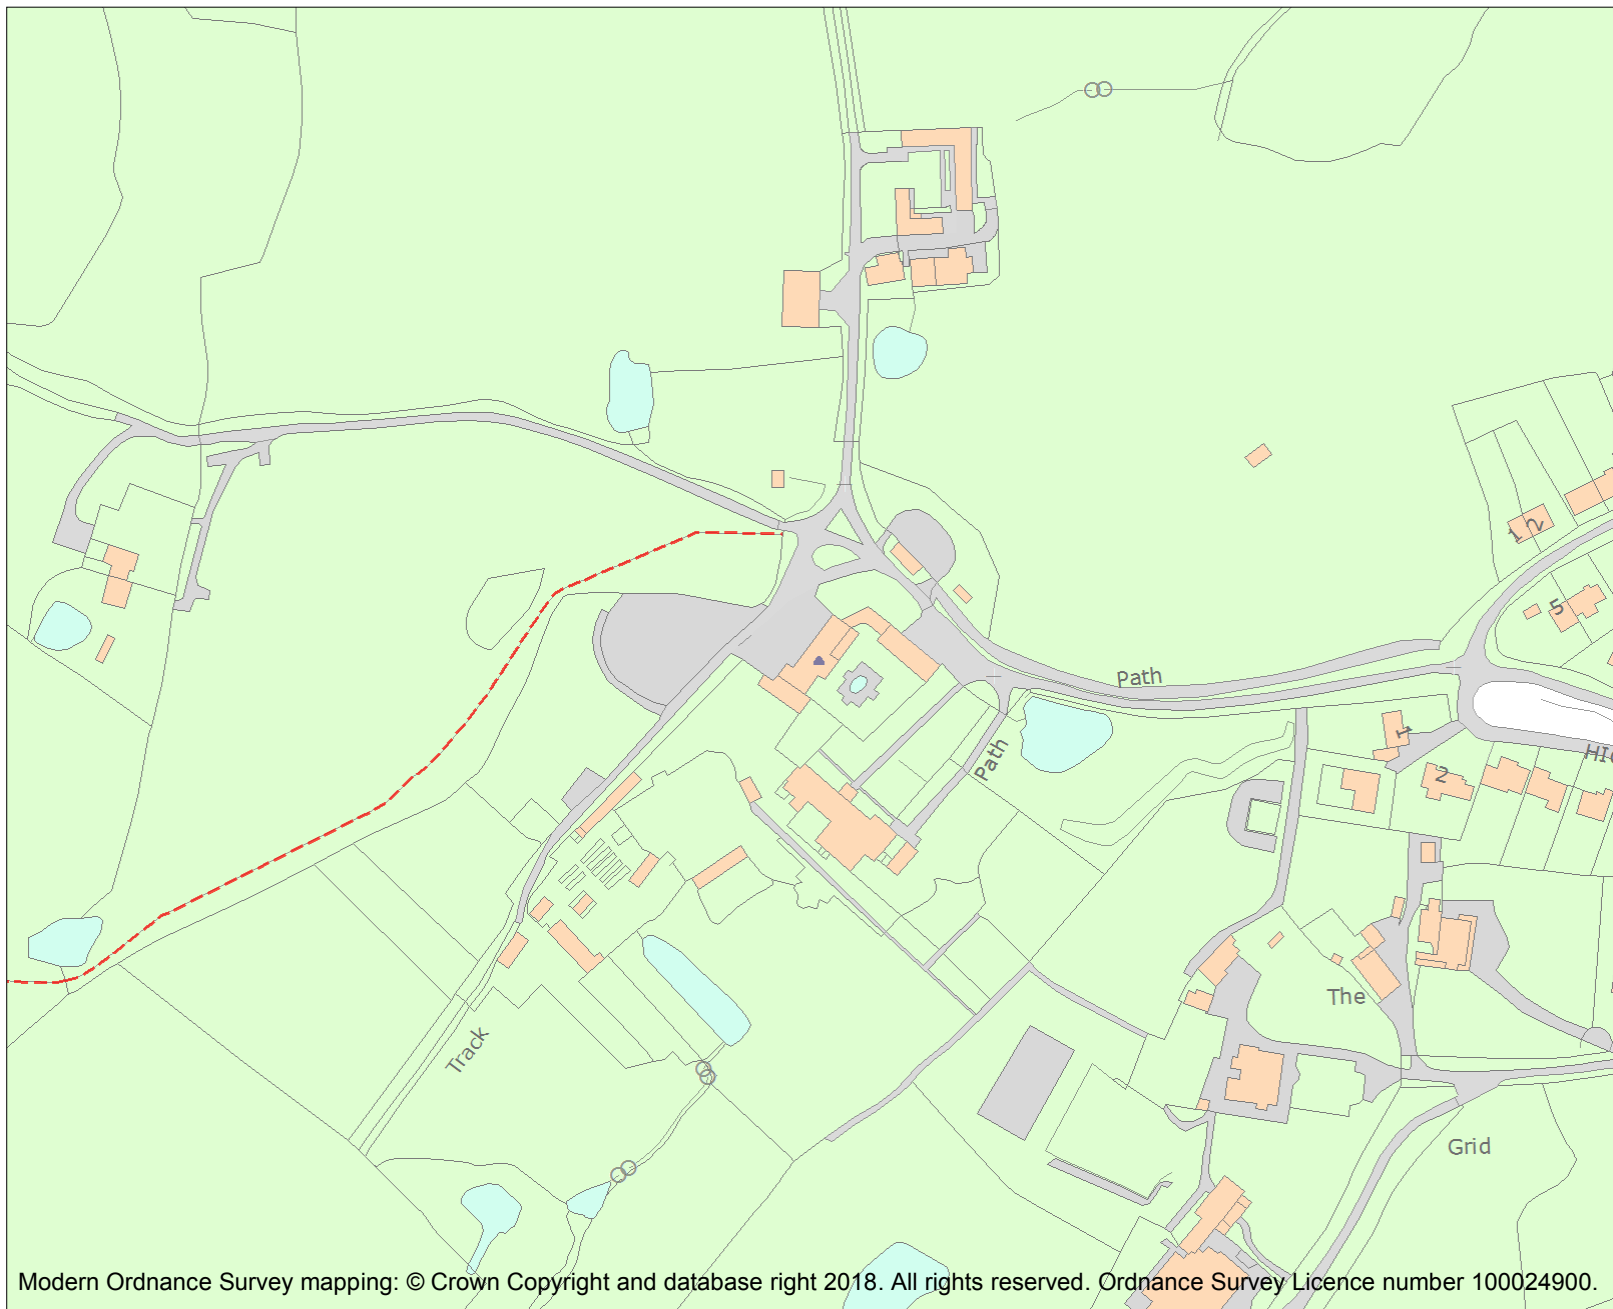 1 2
5
Path
Path
1
2
The
Track
Grid
Modern Ordnance Survey mapping: © Crown Copyright and database right 2018. All rights reserved. Ordnance Survey Licence number 100024900.